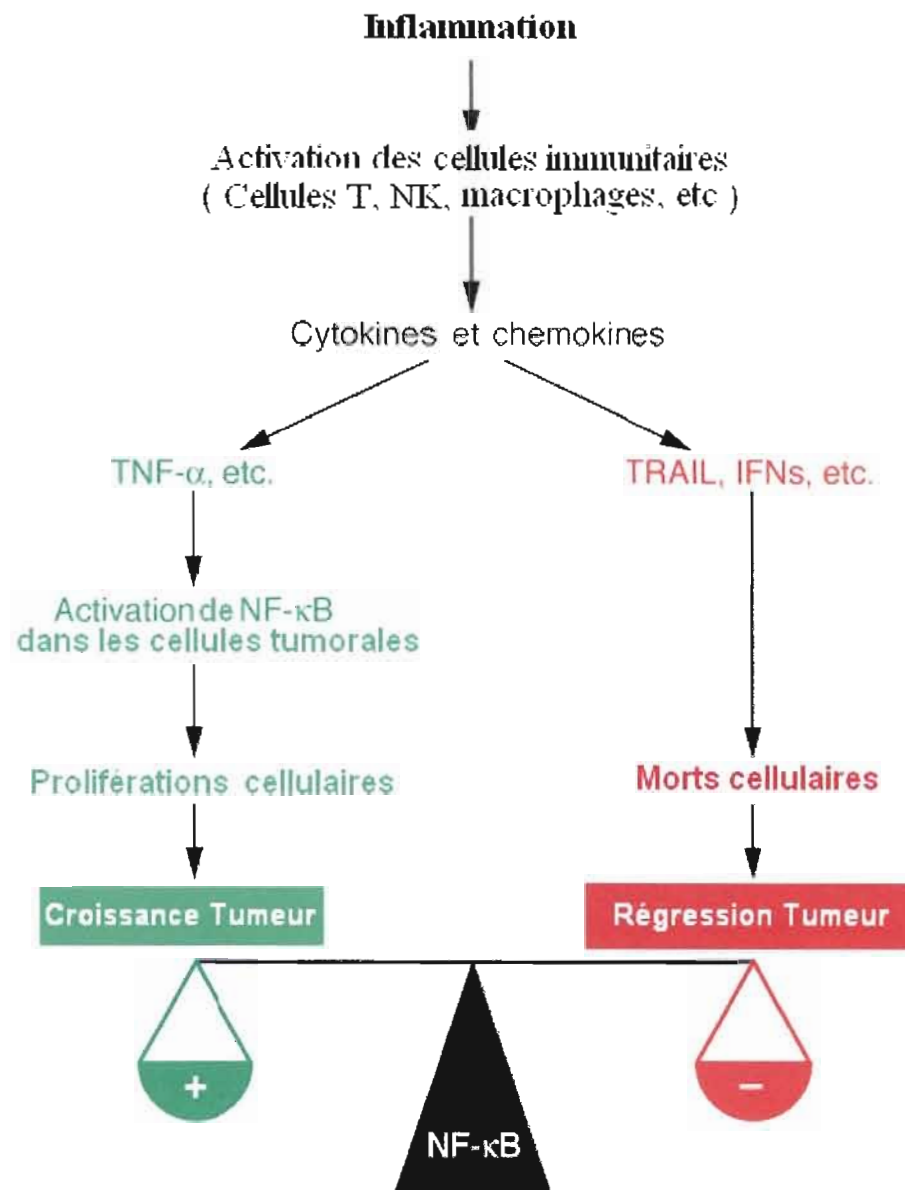 Inflammation
Activation des cellules immunitaires
( Cellules T, NK, macrophages, etc )
Cytokines et chemokines
TNF-α, etc.
TRAIL, IFNs, etc.
Activation de NF-κB
dans les cellules tumorales
Proliférations cellulaires
Morts cellulaires
Croissance Tumeur
Régression Tumeur
+
−
NF-κB